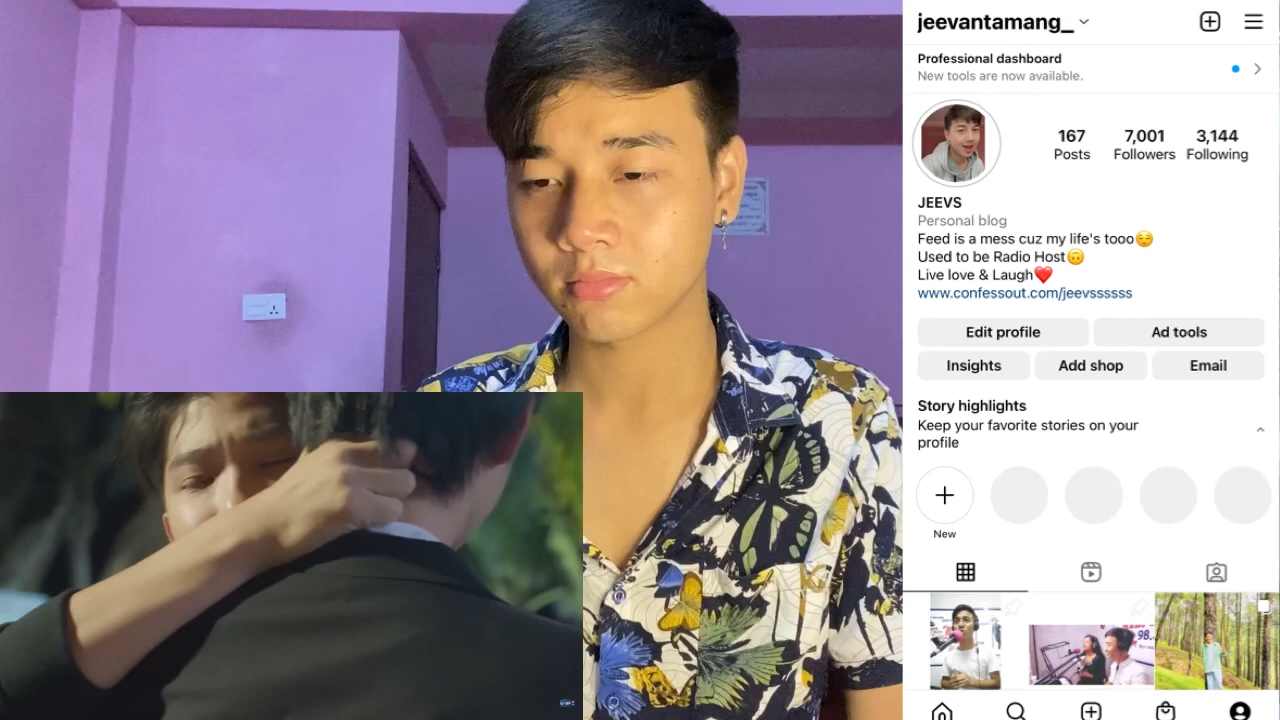 jeevantamang_
Professional dashboard
New tools are now available.
167 7,001 3,144
Posts Followers Following
JEEVS
Personal blog
Feed is a mess cuz my life's tooo😌
Used to be Radio Host🙃
Live love & Laugh❤️
www.confessout.com/jeevssssss
Edit profile Ad tools
Insights Add shop Email
Story highlights
Keep your favorite stories on your
profile
New
98.